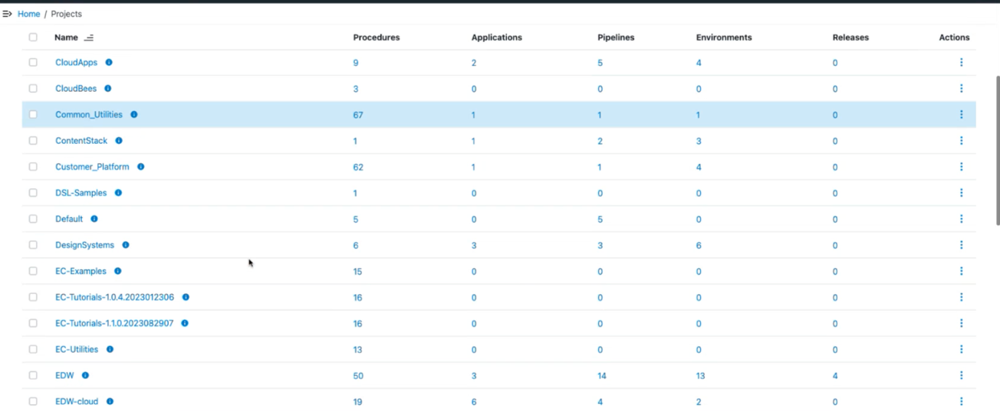 Home / Projects
Name Procedures Applications Pipelines Environments Releases Actions
CloudApps 9 2 5 4 0
CloudBees 3 0 0 0 0
Common_Utilities 67 1 1 1 0
ContentStack 1 1 2 3 0
Customer_Platform 62 1 1 4 0
DSL-Samples 1 0 0 0 0
Default 5 0 5 0 0
DesignSystems 6 3 3 6 0
EC-Examples 15 0 0 0 0
EC-Tutorials-1.0.4.2023012306 16 0 0 0 0
EC-Tutorials-1.1.0.2023082907 16 0 0 0 0
EC-Utilities 13 0 0 0 0
EDW 50 3 14 13 4
EDW-cloud 19 6 4 2 0